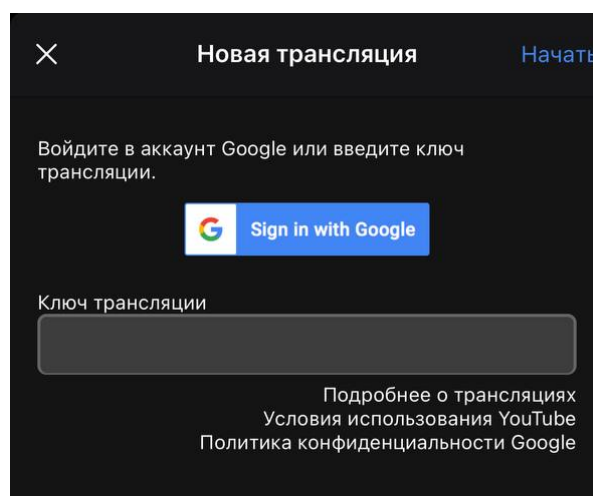 Новая трансляция
Начать
Войдите в аккаунт Google или введите ключ
трансляции.
Sign in with Google
Ключ трансляции
Подробнее о трансляциях
Условия использования YouTube
Политика конфиденциальности Google